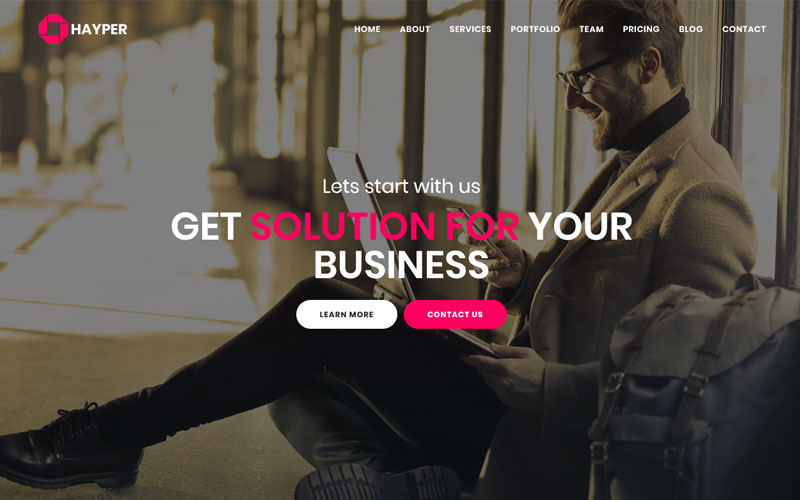 HAYPER
HOME ABOUT SERVICES PORTFOLIO TEAM PRICING BLOG CONTACT
Lets start with us
GET SOLUTION FOR YOUR
BUSINESS
LEARN MORE CONTACT US